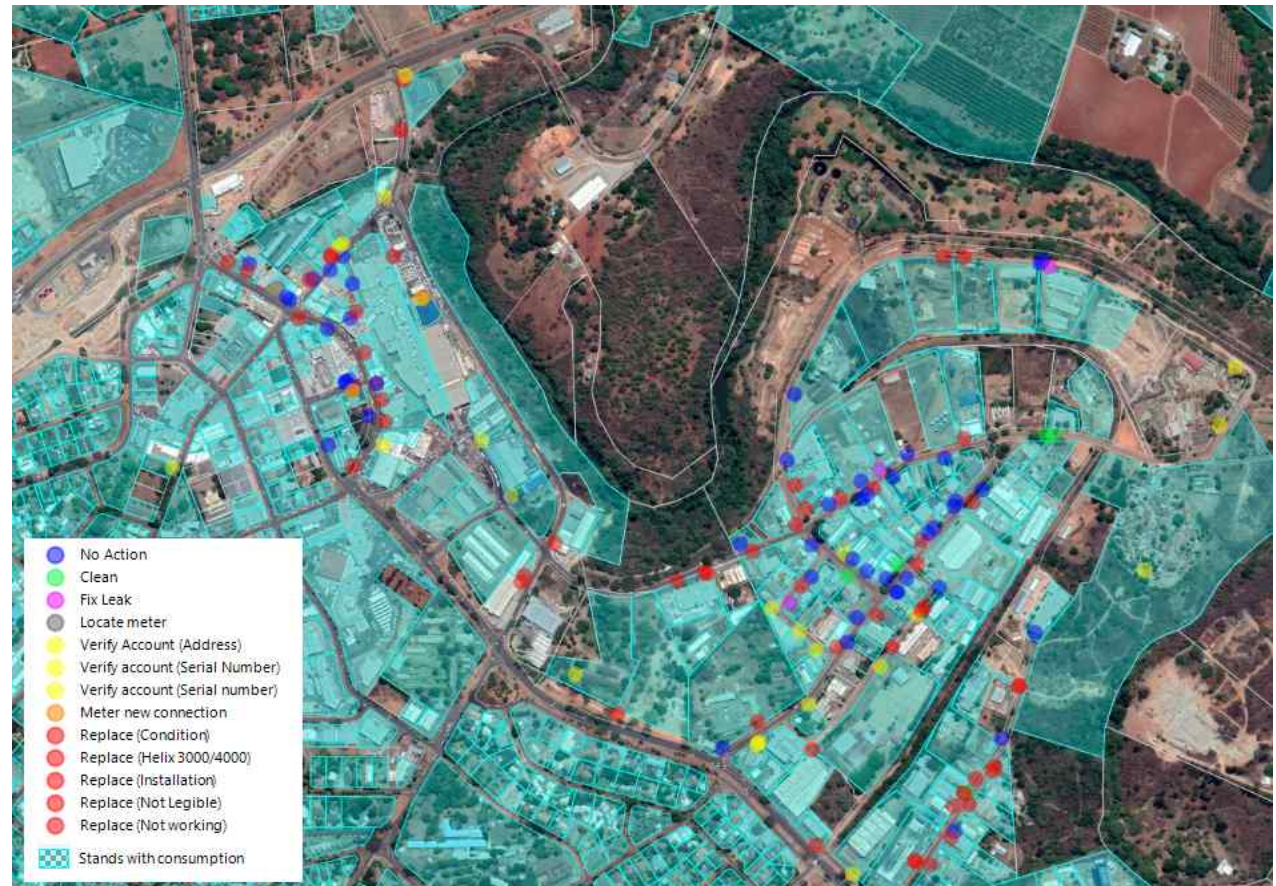 No Action
Clean
Fix Leak
Locate meter
Verify Account (Address)
Verify account (Serial Number)
Verify account (Serial number)
Meter new connection
Replace (Condition)
Replace (Helix 3000/4000)
Replace (Installation)
Replace (Not Legible)
Replace (Not working)
Stands with consumption